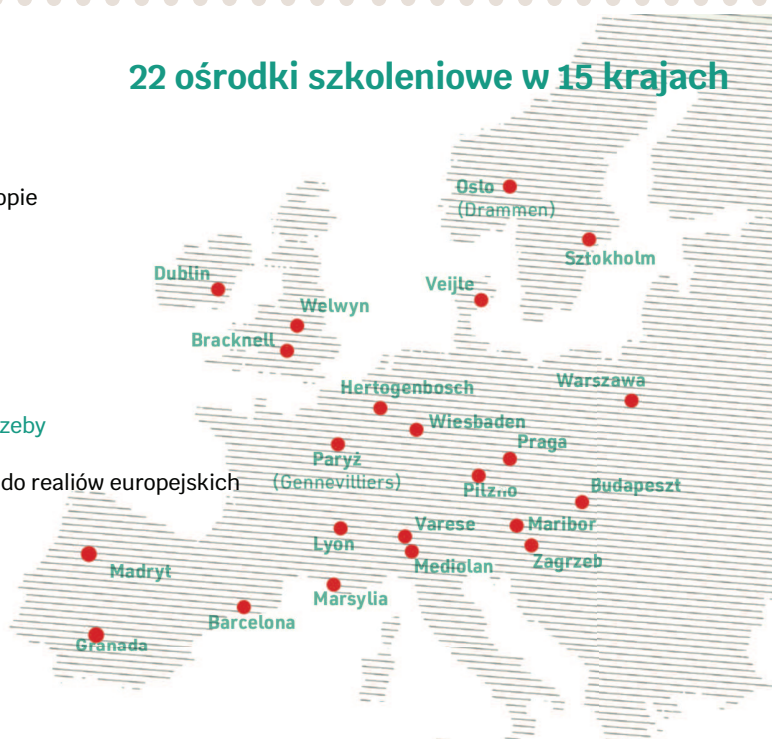 22 ośrodki szkoleniowe w 15 krajach
opie
Oslo
(Drammen)
Sztokholm
Dublin
Veijle
Welwyn
Bracknell
Hertogenbosch
Warszawa
Wiesbaden
zeby
Praga
Paryż
do realiów europejskich
(Gennevilliers)
Pilzno
Budapeszt
Varese
Maribor
Lyon
Mediolan
Zagrzeb
Madryt
Marsylia
Barcelona
Granada